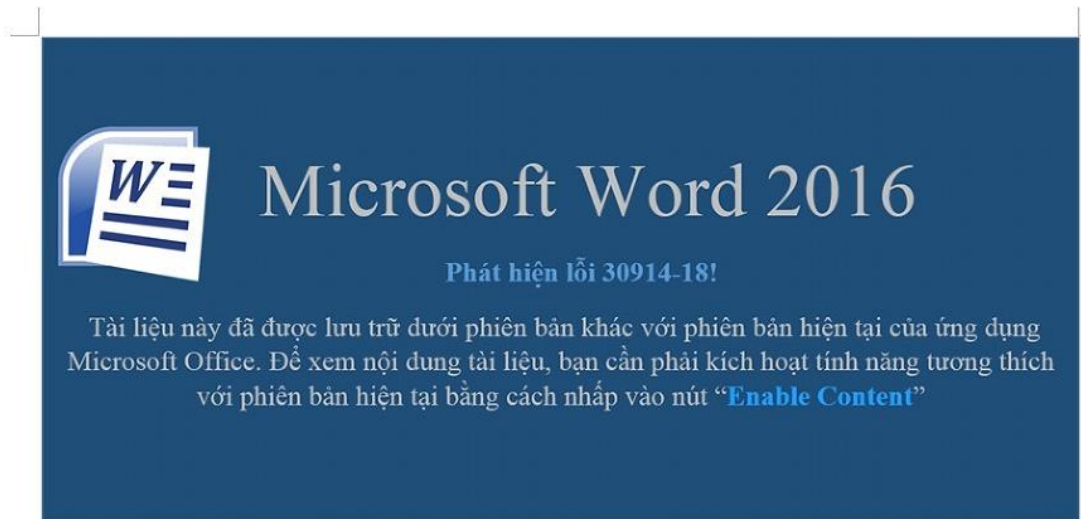 W
Microsoft Word 2016
Phát hiện lỗi 30914-18!
Tài liệu này đã được lưu trữ dưới phiên bản khác với phiên bản hiện tại của ứng dụng
Microsoft Office. Để xem nội dung tài liệu, bạn cần phải kích hoạt tính năng tương thích
với phiên bản hiện tại bằng cách nhấp vào nút “Enable Content”